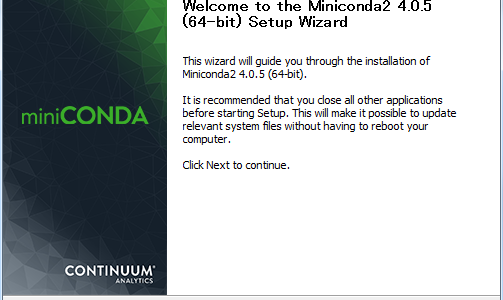 Welcome to the Miniconda2 4.0.5
(64-bit) Setup Wizard
This wizard will guide you through the installation of
Miniconda2 4.0.5 (64-bit).
It is recommended that you close all other applications
before starting Setup. This will make it possible to update
relevant system files without having to reboot your
computer.
Click Next to continue.
miniCONDA
CONTINUUM®
ANALYTICS